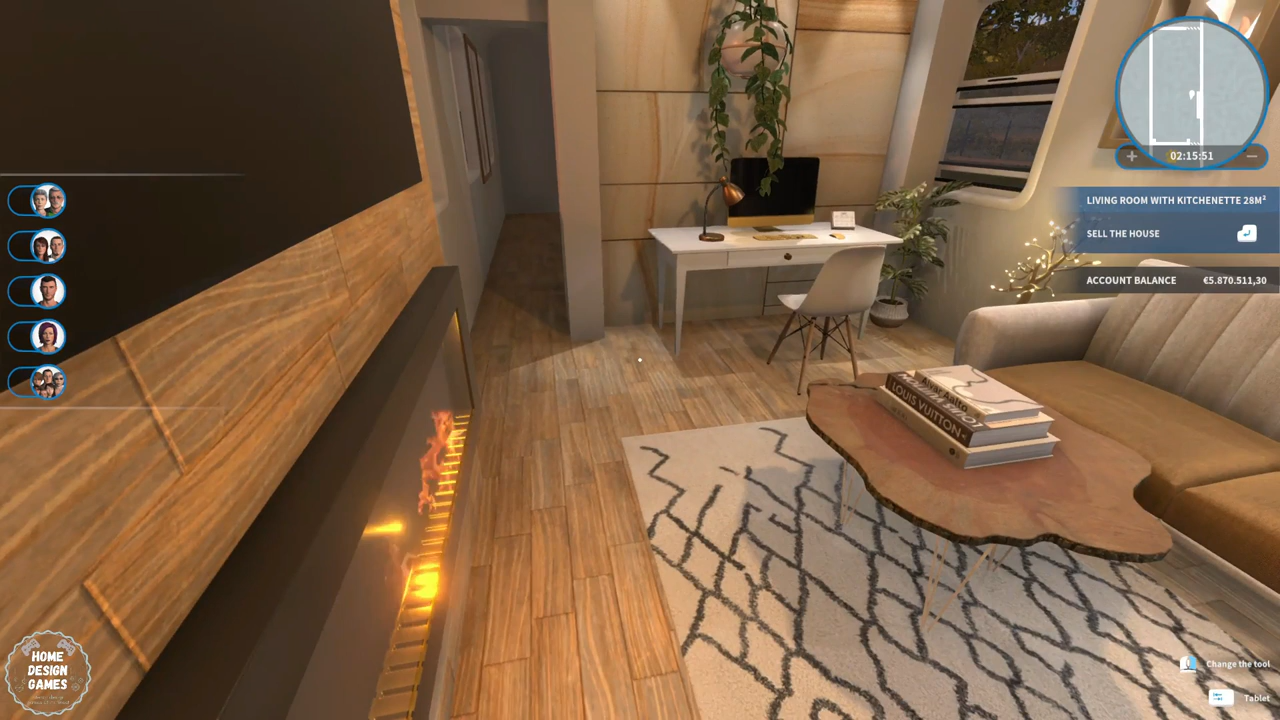 02:15:51
LIVING ROOM WITH KITCHENETTE 28M²
SELL THE HOUSE
ACCOUNT BALANCE €5.870.511,30
LOUIS VUITTON
HOME
DESIGN
GAMES
Change the tool
Tablet